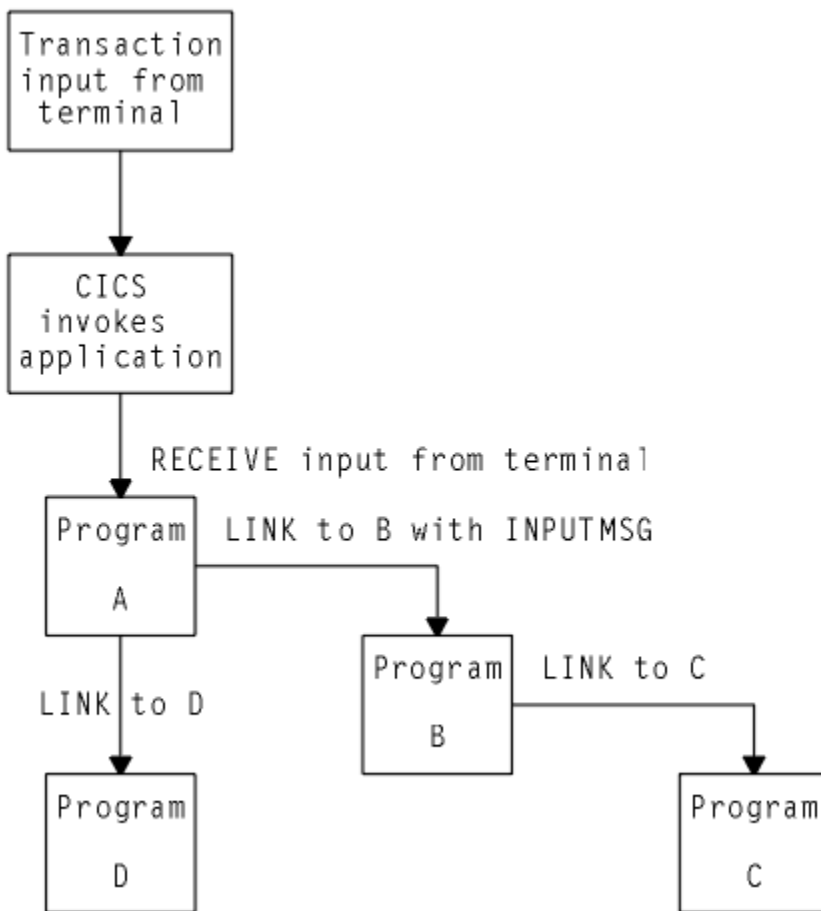 Transaction
input from
terminal
CICS
invokes
application
RECEIVE input from terminal
Program
A
LINK to B with INPUTMSG
Program
B
LINK to C
LINK to D
Program
D
Program
C